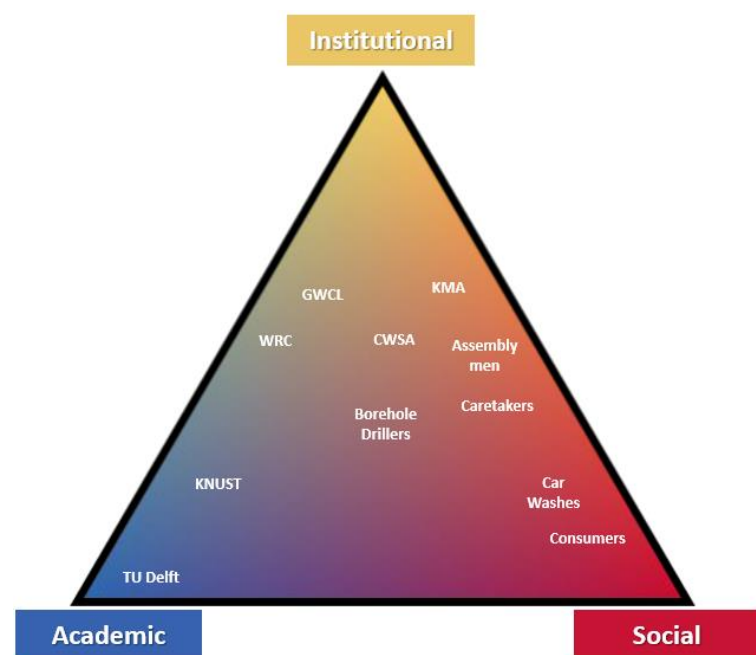 Institutional
GWCL
KMA
WRC
CWSA
Assembly
men
Caretakers
Borehole
Drillers
KNUST
Car
Washes
Consumers
TU Delft
Academic
Social